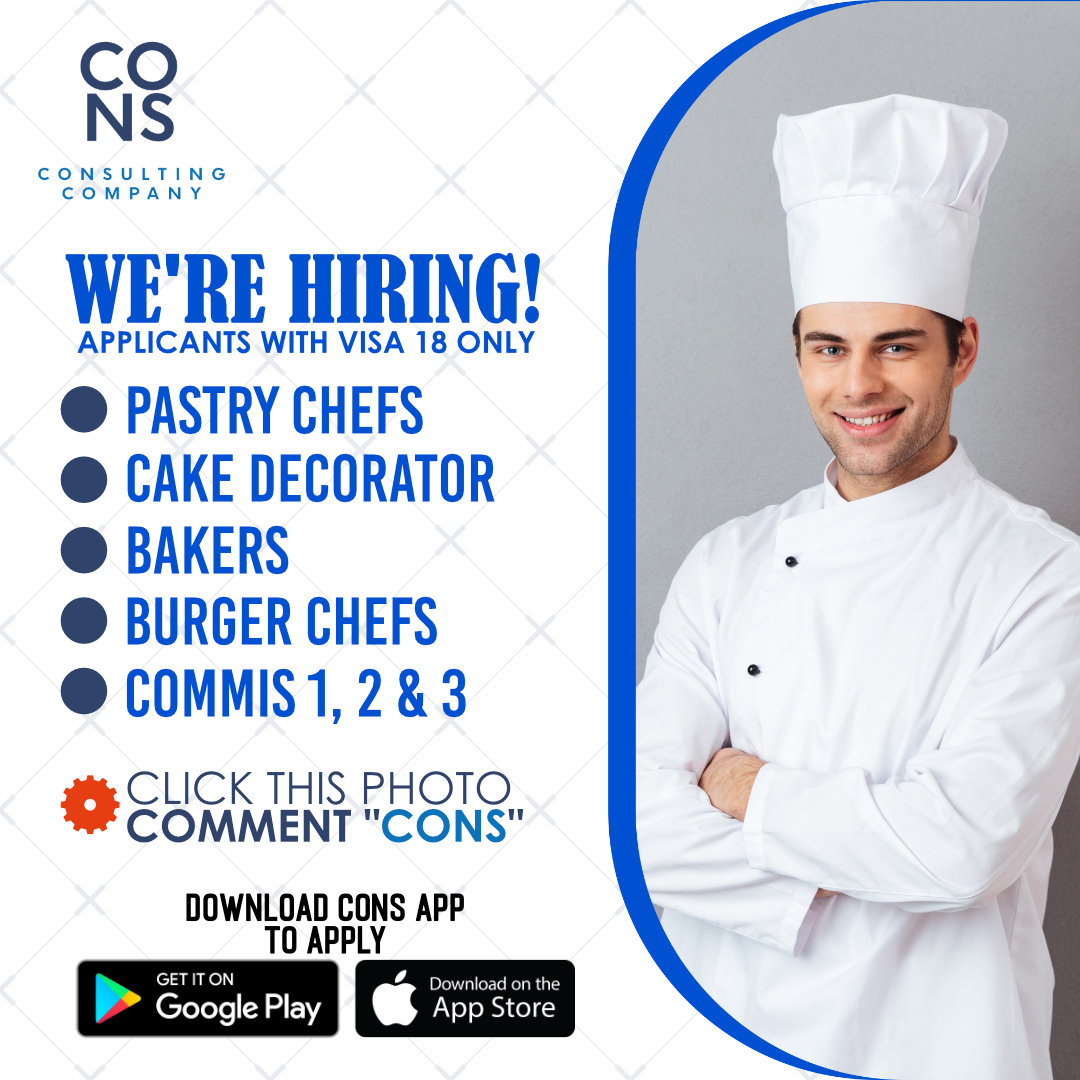 CO
NS
CONSULTING
COMPANY
WE'RE HIRING!
APPLICANTS WITH VISA 18 ONLY
PASTRY CHEFS
CAKE DECORATOR
BAKERS
BURGER CHEFS
COMMIS 1, 2 & 3
CLICK THIS PHOTO
COMMENT "CONS"
DOWNLOAD CONS APP
TO APPLY
GET IT ON
Google Play
Download on the
App Store